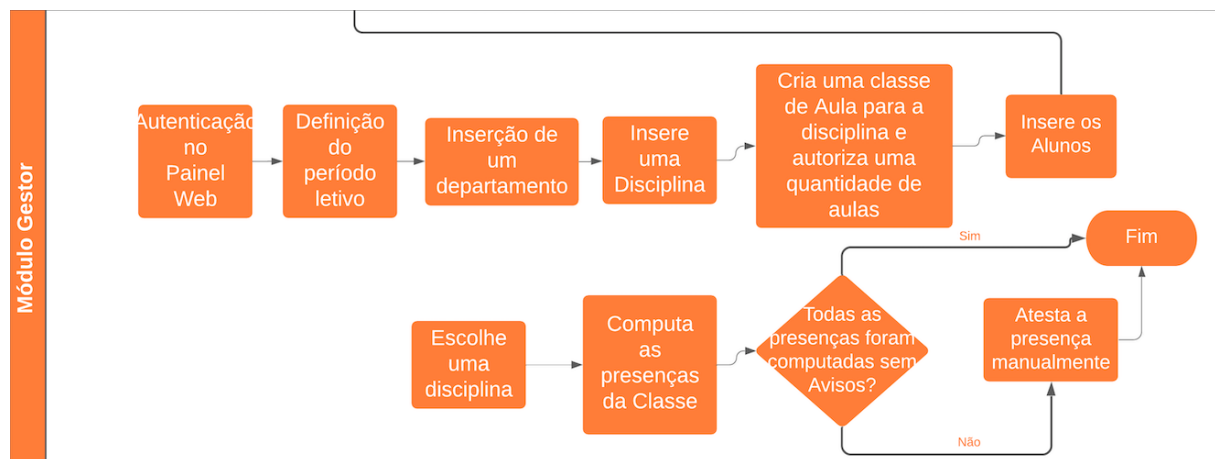 Módulo Gestor
Autenticação
no
Painel
Web
Definição
do
período
letivo
Inserção de
um
departamento
Insere
uma
Disciplina
Cria uma classe
de Aula para a
disciplina e
autoriza uma
quantidade de
aulas
Insere os
Alunos
Escolhe
uma
disciplina
Computa
as
presenças
da Classe
Todas as
presenças foram
computadas sem
Avisos?
Sim
Não
Atesta a
presença
manualmente
Fim